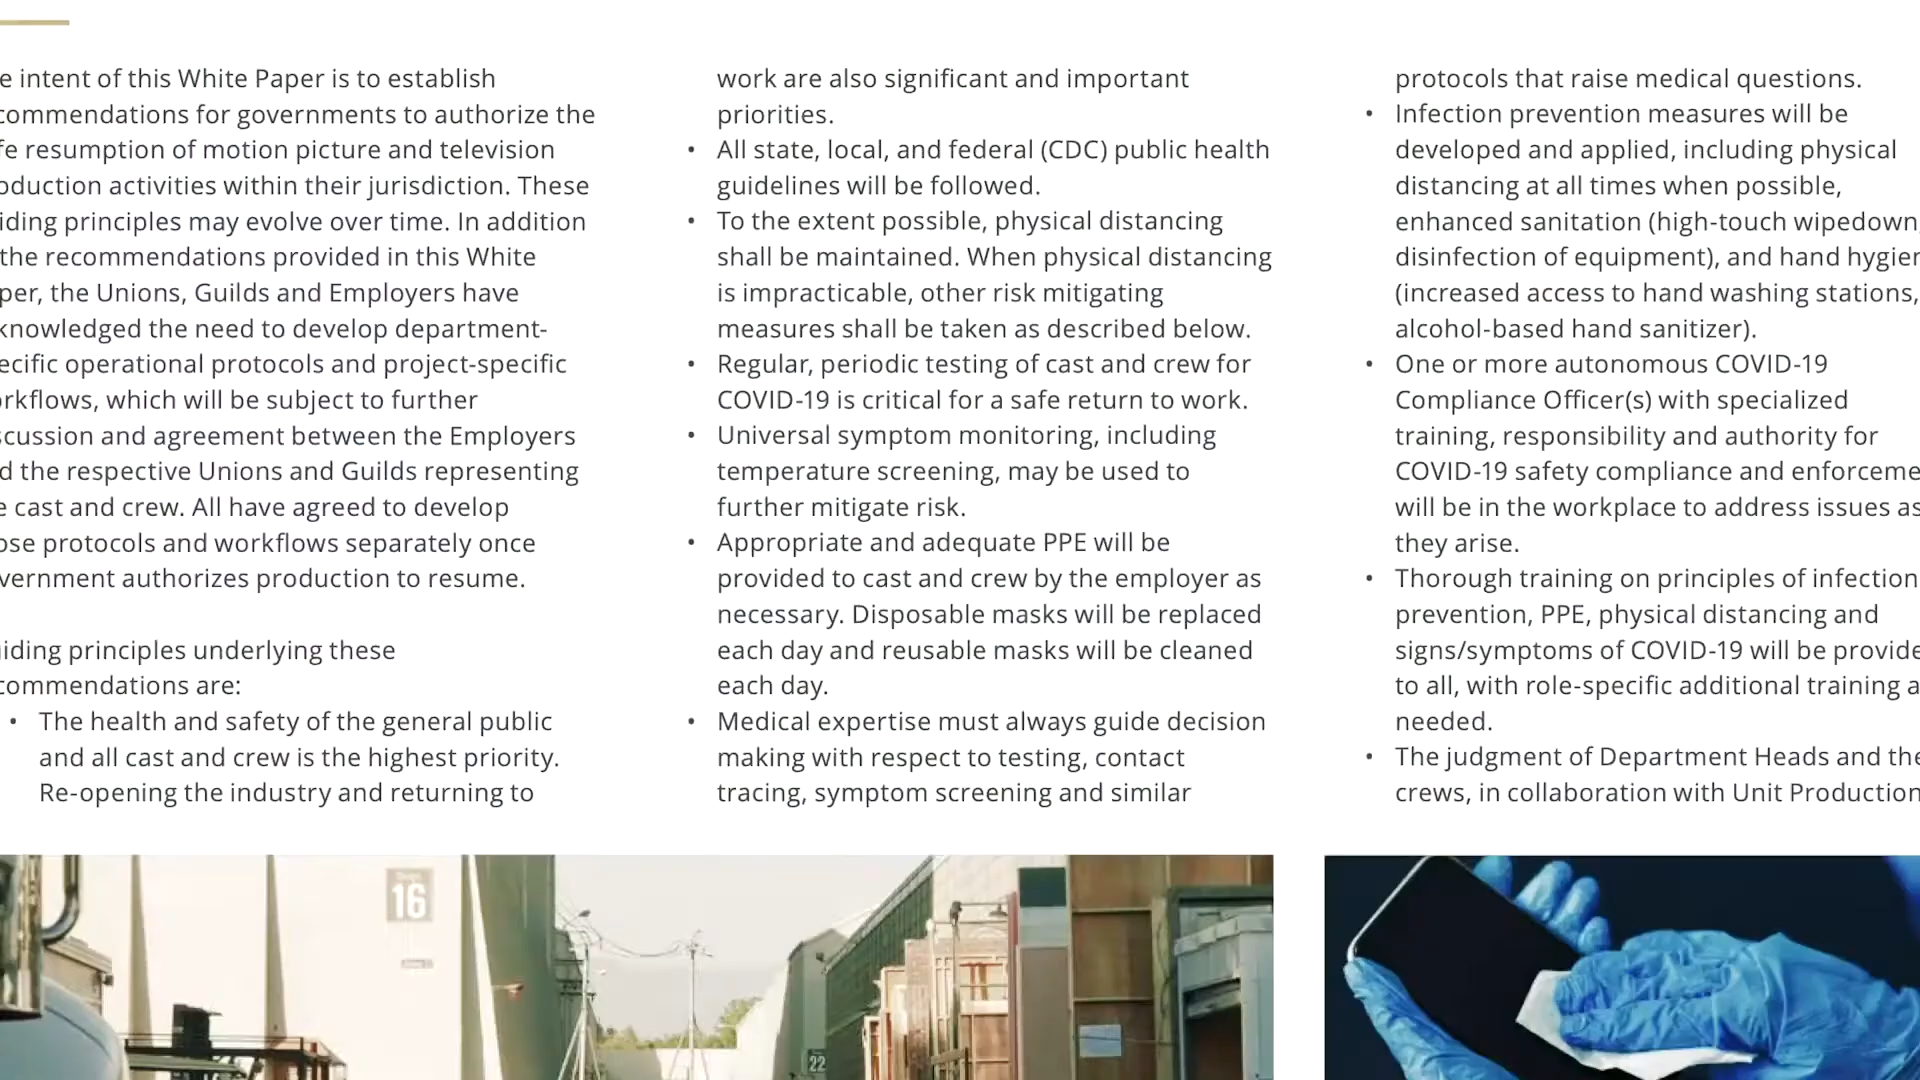 e intent of this White Paper is to establish
commendations for governments to authorize the
fe resumption of motion picture and television
oduction activities within their jurisdiction. These
iding principles may evolve over time. In addition
the recommendations provided in this White
per, the Unions, Guilds and Employers have
knowledged the need to develop department-
ecific operational protocols and project-specific
rkflows, which will be subject to further
scussion and agreement between the Employers
d the respective Unions and Guilds representing
e cast and crew. All have agreed to develop
ose protocols and workflows separately once
vernment authorizes production to resume.
iding principles underlying these
commendations are:
• The health and safety of the general public
and all cast and crew is the highest priority.
Re-opening the industry and returning to
work are also significant and important
priorities.
• All state, local, and federal (CDC) public health
guidelines will be followed.
• To the extent possible, physical distancing
shall be maintained. When physical distancing
is impracticable, other risk mitigating
measures shall be taken as described below.
• Regular, periodic testing of cast and crew for
COVID-19 is critical for a safe return to work.
• Universal symptom monitoring, including
temperature screening, may be used to
further mitigate risk.
• Appropriate and adequate PPE will be
provided to cast and crew by the employer as
necessary. Disposable masks will be replaced
each day and reusable masks will be cleaned
each day.
• Medical expertise must always guide decision
making with respect to testing, contact
tracing, symptom screening and similar
protocols that raise medical questions.
• Infection prevention measures will be
developed and applied, including physical
distancing at all times when possible,
enhanced sanitation (high-touch wipedown,
disinfection of equipment), and hand hygien
(increased access to hand washing stations,
alcohol-based hand sanitizer).
• One or more autonomous COVID-19
Compliance Officer(s) with specialized
training, responsibility and authority for
COVID-19 safety compliance and enforceme
will be in the workplace to address issues as
they arise.
• Thorough training on principles of infection
prevention, PPE, physical distancing and
signs/symptoms of COVID-19 will be provide
to all, with role-specific additional training a
needed.
• The judgment of Department Heads and the
crews, in collaboration with Unit Production
16
22